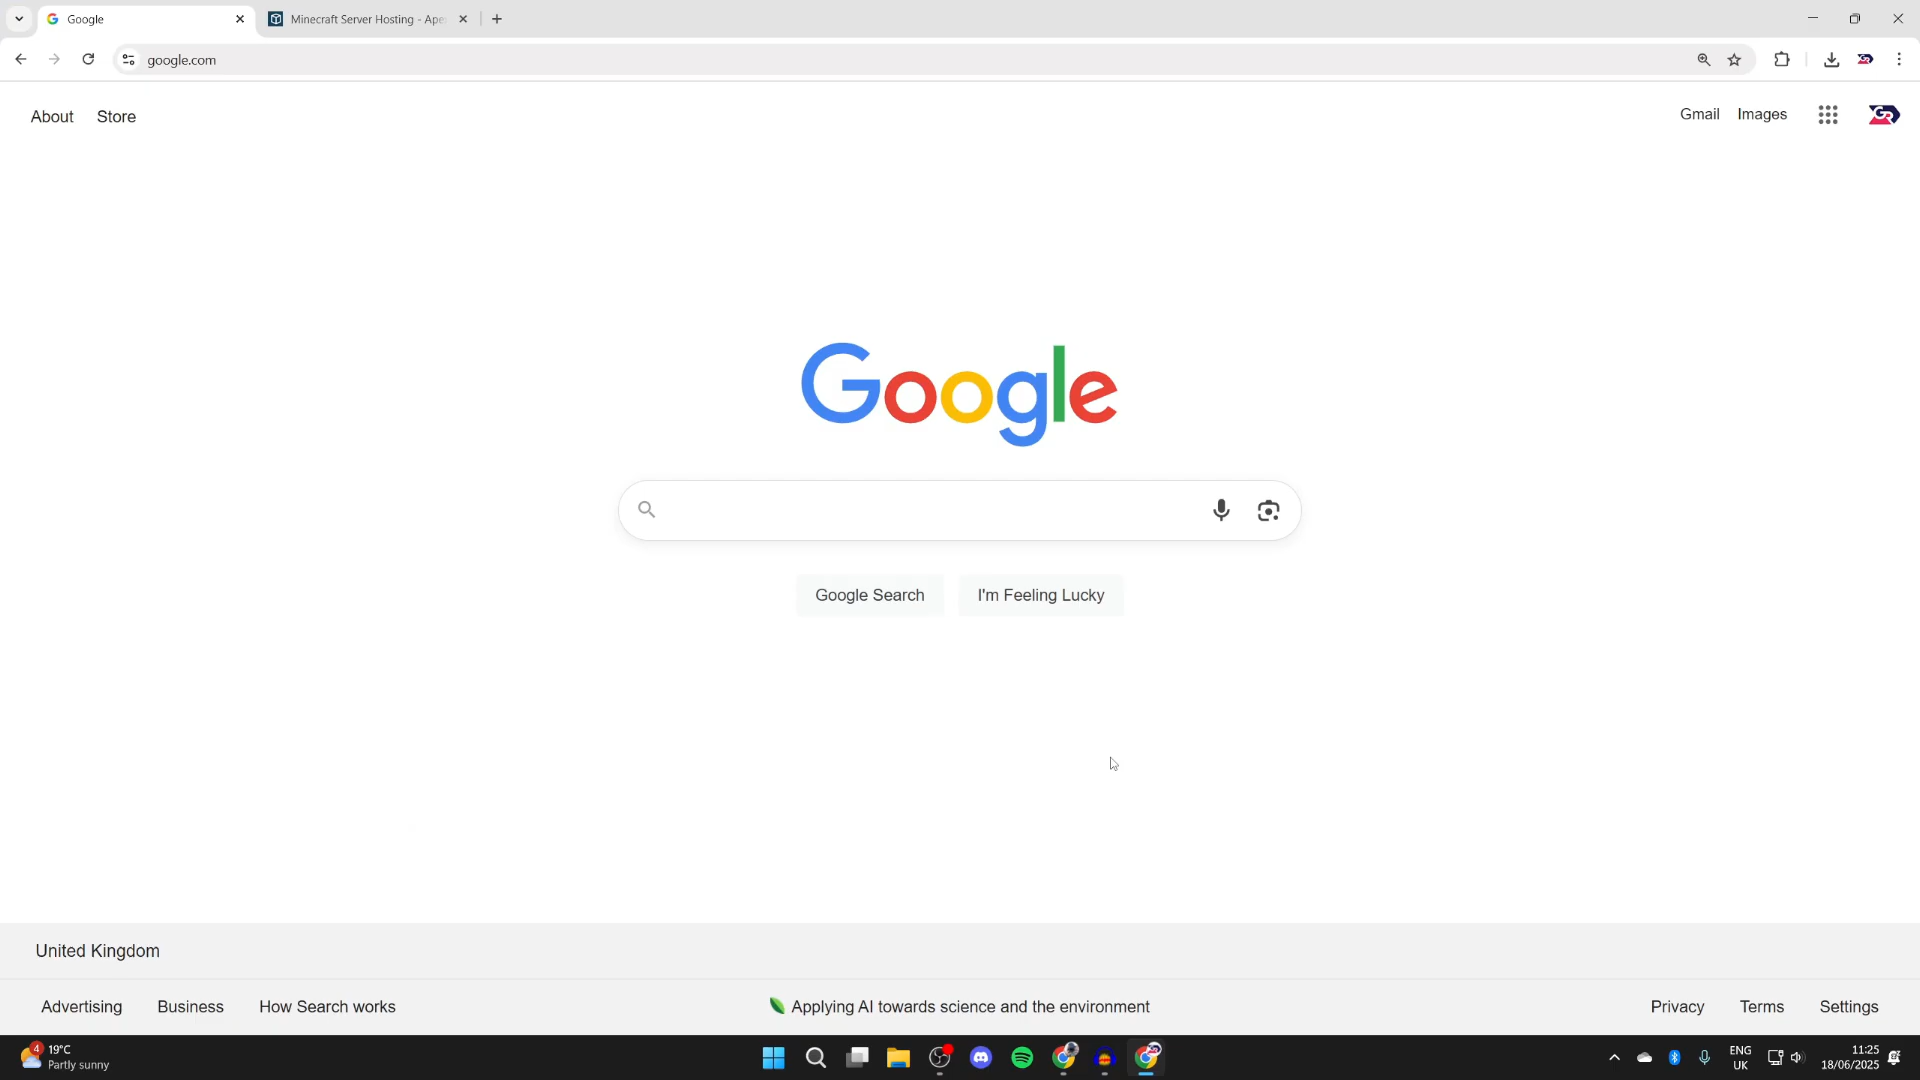 Google
Minecraft Server Hosting - Ape
google.com
About
Store
Gmail
Images
Google
Google Search
I'm Feeling Lucky
United Kingdom
Advertising
Business
How Search works
Applying AI towards science and the environment
Privacy
Terms
Settings
4
19°C
Partly sunny
ENG
UK
11:25
18/06/2025